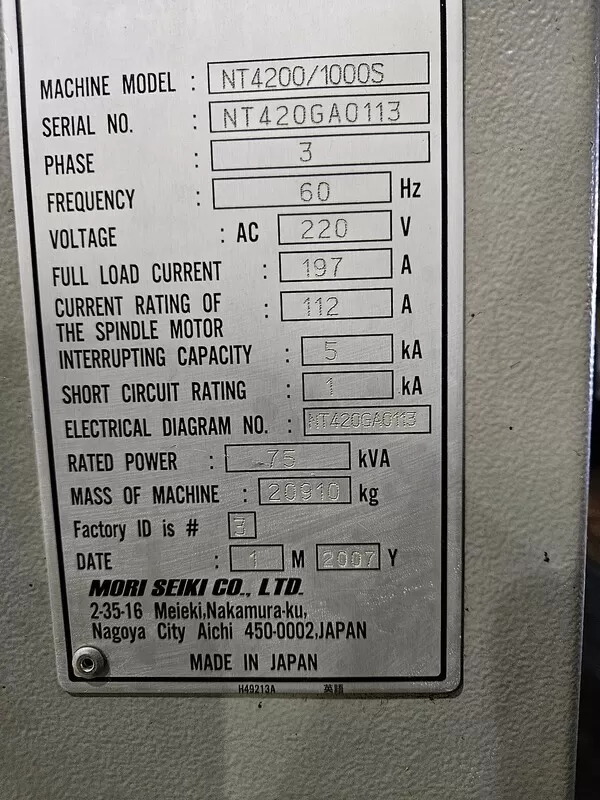 MACHINE MODEL : NT4200/1000S
SERIAL NO. : NT420GA0113
PHASE : 3
FREQUENCY : 60 Hz
VOLTAGE : AC 220 V
FULL LOAD CURRENT : 197 A
CURRENT RATING OF
THE SPINDLE MOTOR : 112 A
INTERRUPTING CAPACITY : 5 kA
SHORT CIRCUIT RATING : 1 kA
ELECTRICAL DIAGRAM NO. : NT420GA0113
RATED POWER : 75 kVA
MASS OF MACHINE : 20910 kg
Factory ID is # 3
DATE : 1 M 2007 Y
MORI SEIKI CO., LTD.
2-35-16 Meieki,Nakamura-ku,
Nagoya City Aichi 450-0002,JAPAN
MADE IN JAPAN
H49213A 英語